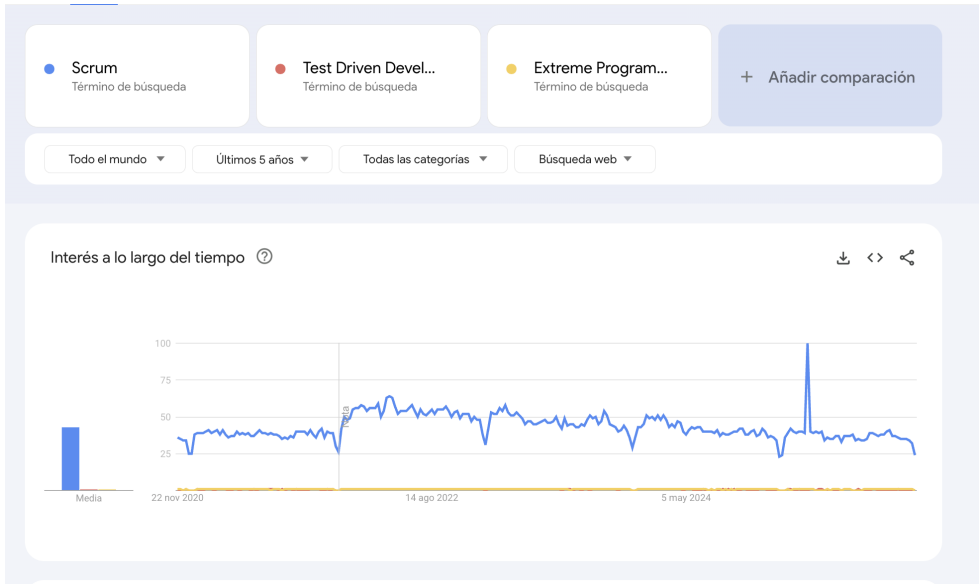 Scrum
Término de búsqueda
Test Driven Devel...
Término de búsqueda
Extreme Program...
Término de búsqueda
+ Añadir comparación
Todo el mundo
Últimos 5 años
Todas las categorías
Búsqueda web
Interés a lo largo del tiempo
100
75
50
25
Nota
Media
22 nov 2020
14 ago 2022
5 may 2024